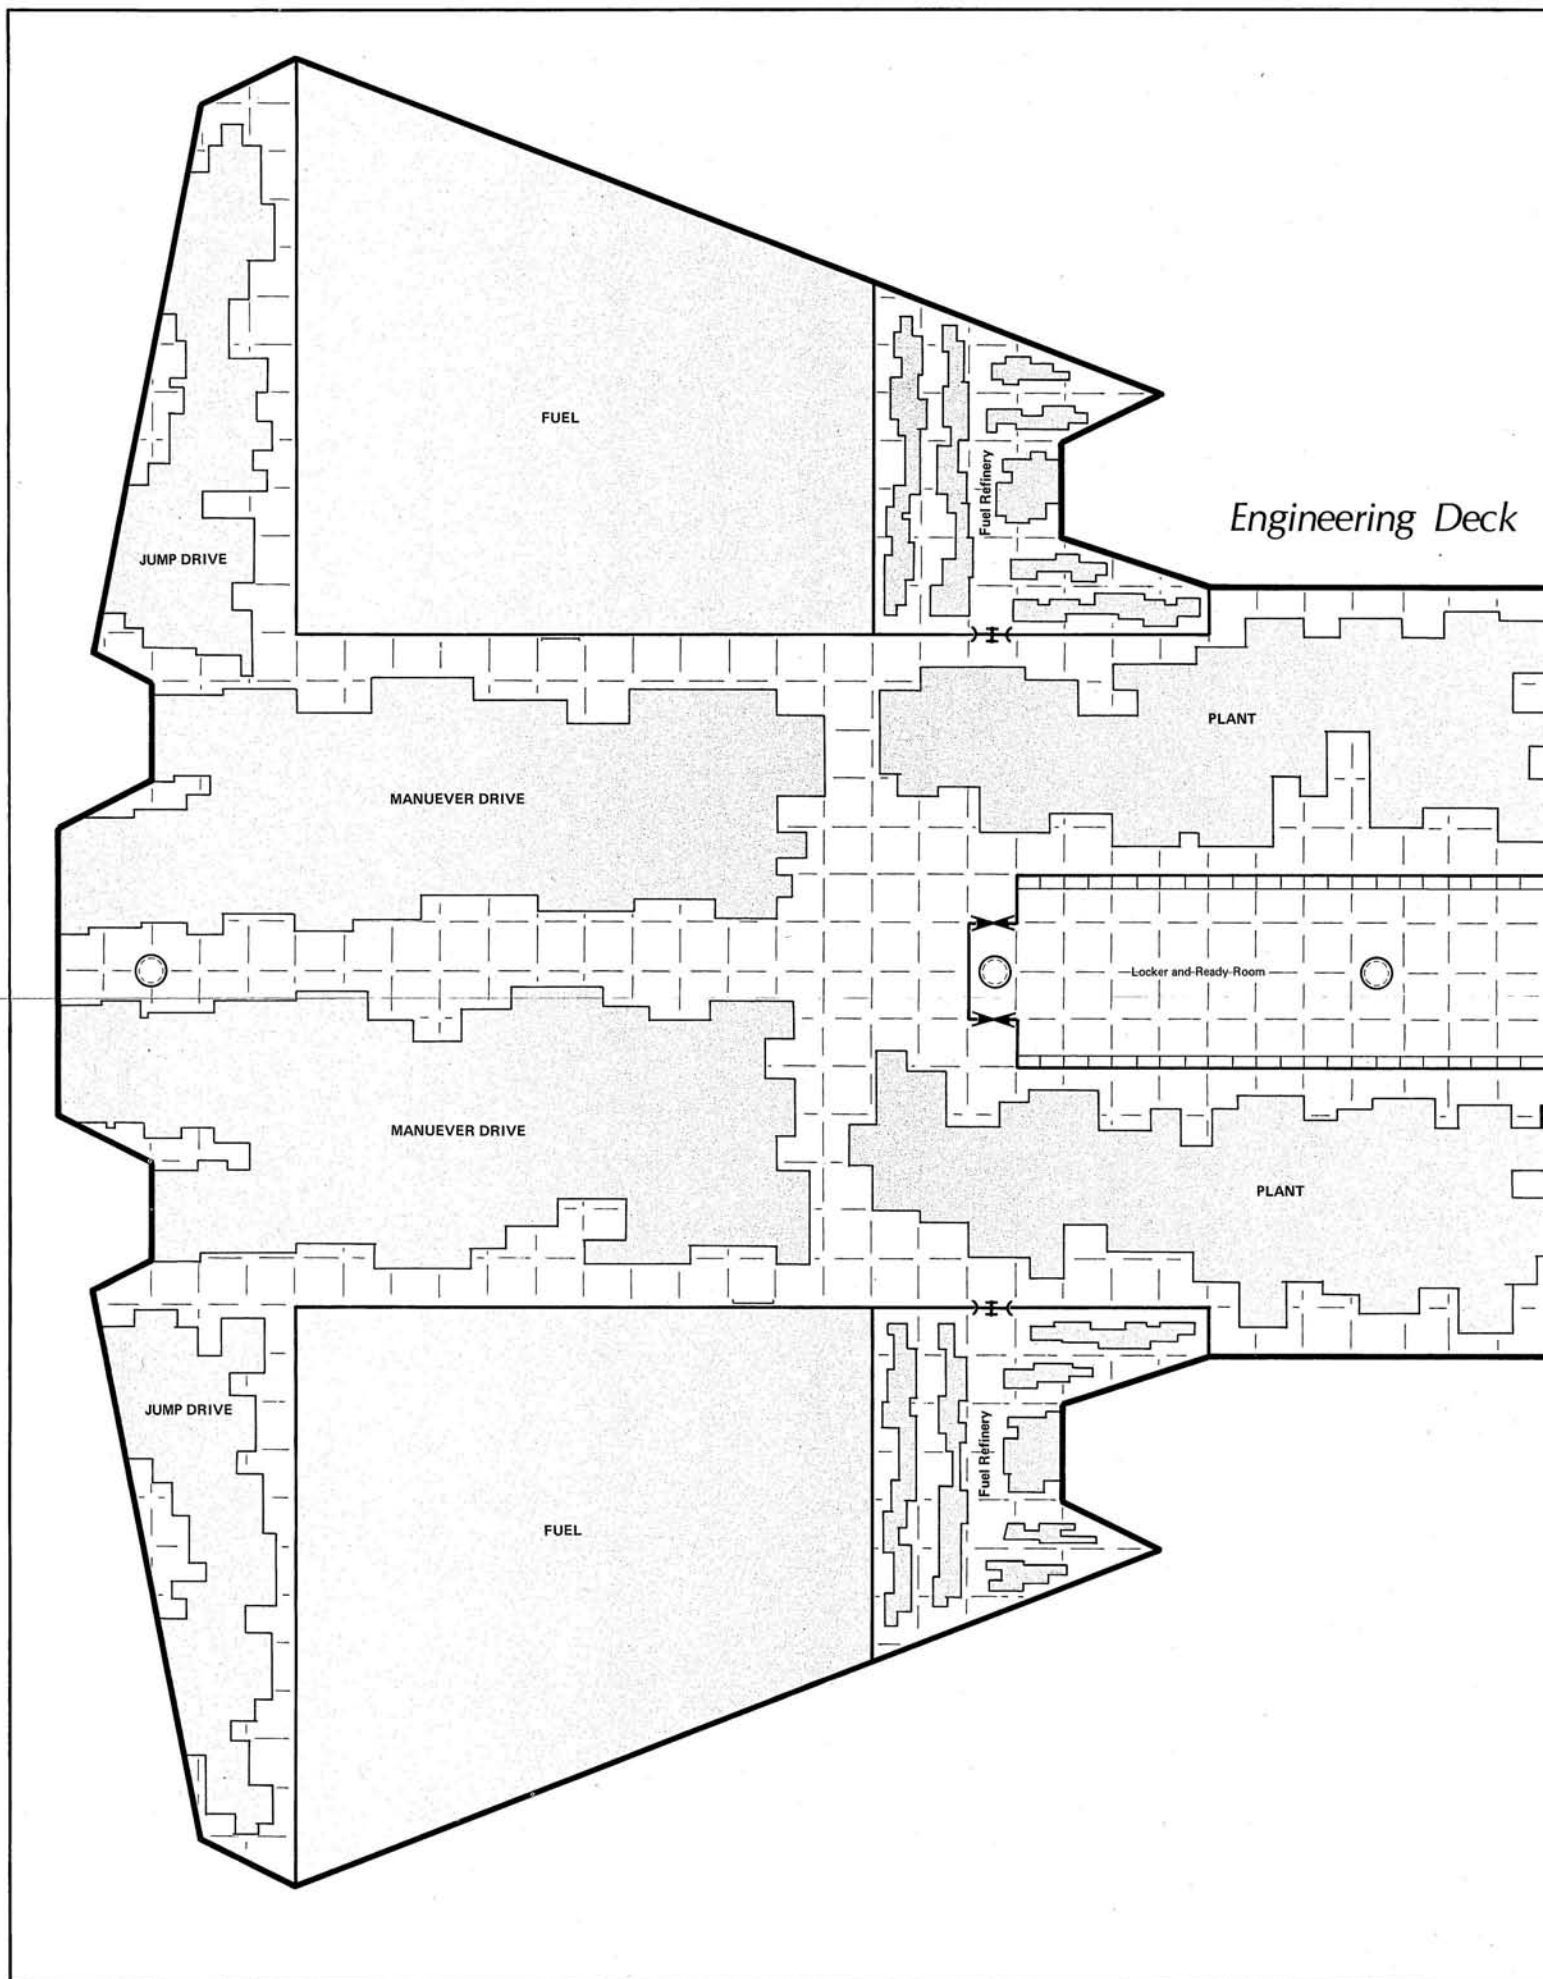 FUEL
Fuel Refinery
Engineering Deck
JUMP DRIVE
PLANT
MANUEVER DRIVE
Locker and Ready Room
MANUEVER DRIVE
PLANT
JUMP DRIVE
Fuel Refinery
FUEL